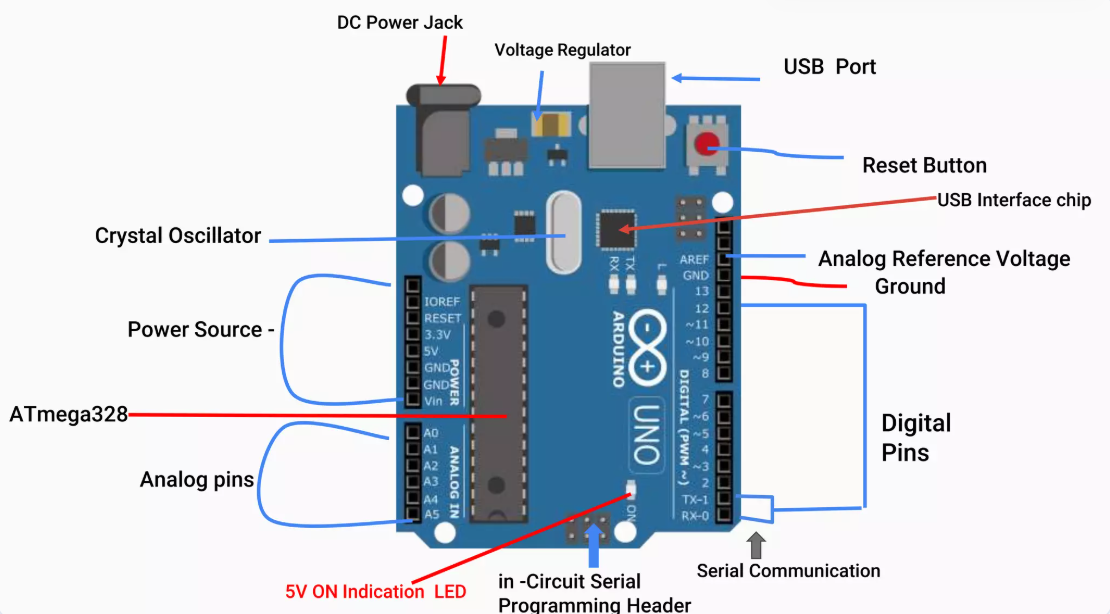 DC Power Jack
Voltage Regulator
USB  Port
Reset Button
USB Interface chip
Crystal Oscillator
RX
TX
L
AREF
GND
13
12
~11
~10
~9
8
Analog Reference Voltage
Ground
IOREF
RESET
3.3V
5V
GND
GND
Vin
POWER
Power Source -
ARDUINO
UNO
DIGITAL (PWM ~)
ATmega328
7
~6
~5
4
~3
2
TX-1
RX-0
Digital
Pins
A0
A1
A2
A3
A4
A5
ANALOG IN
Analog pins
ON
5V ON Indication  LED
in -Circuit Serial
Programming Header
Serial Communication